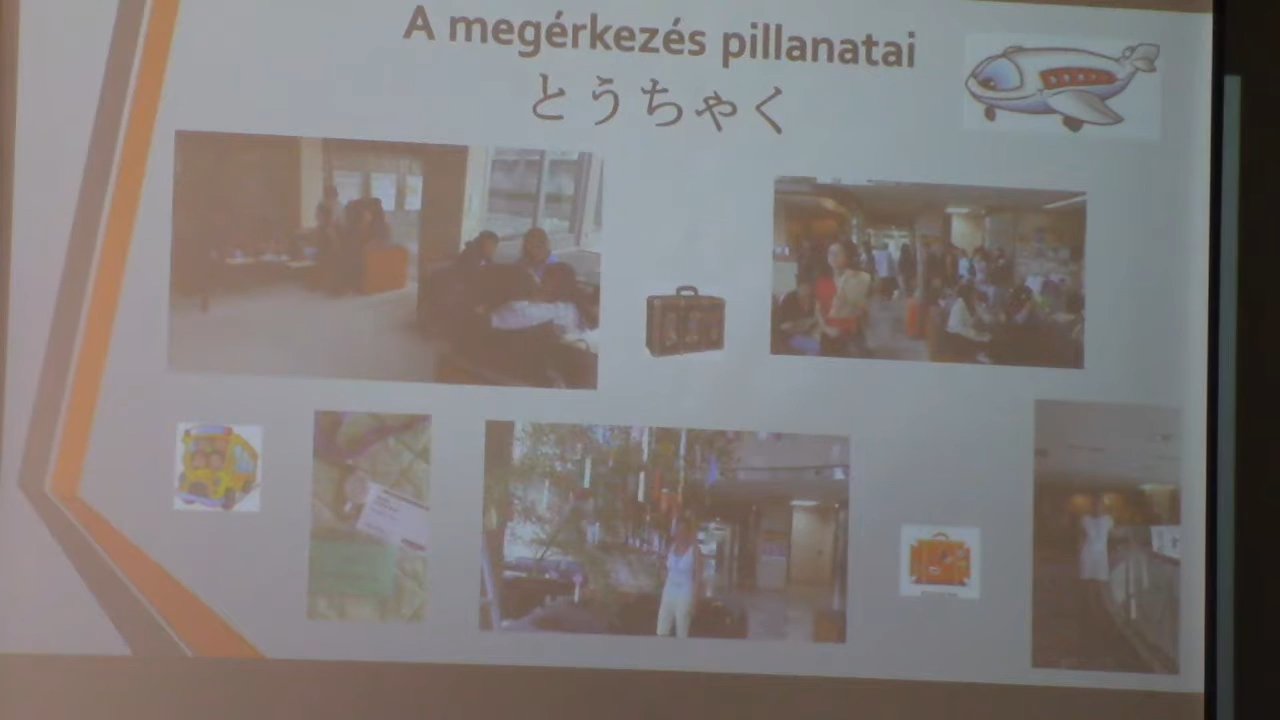 A megérkezés pillanatai
とうちゃく